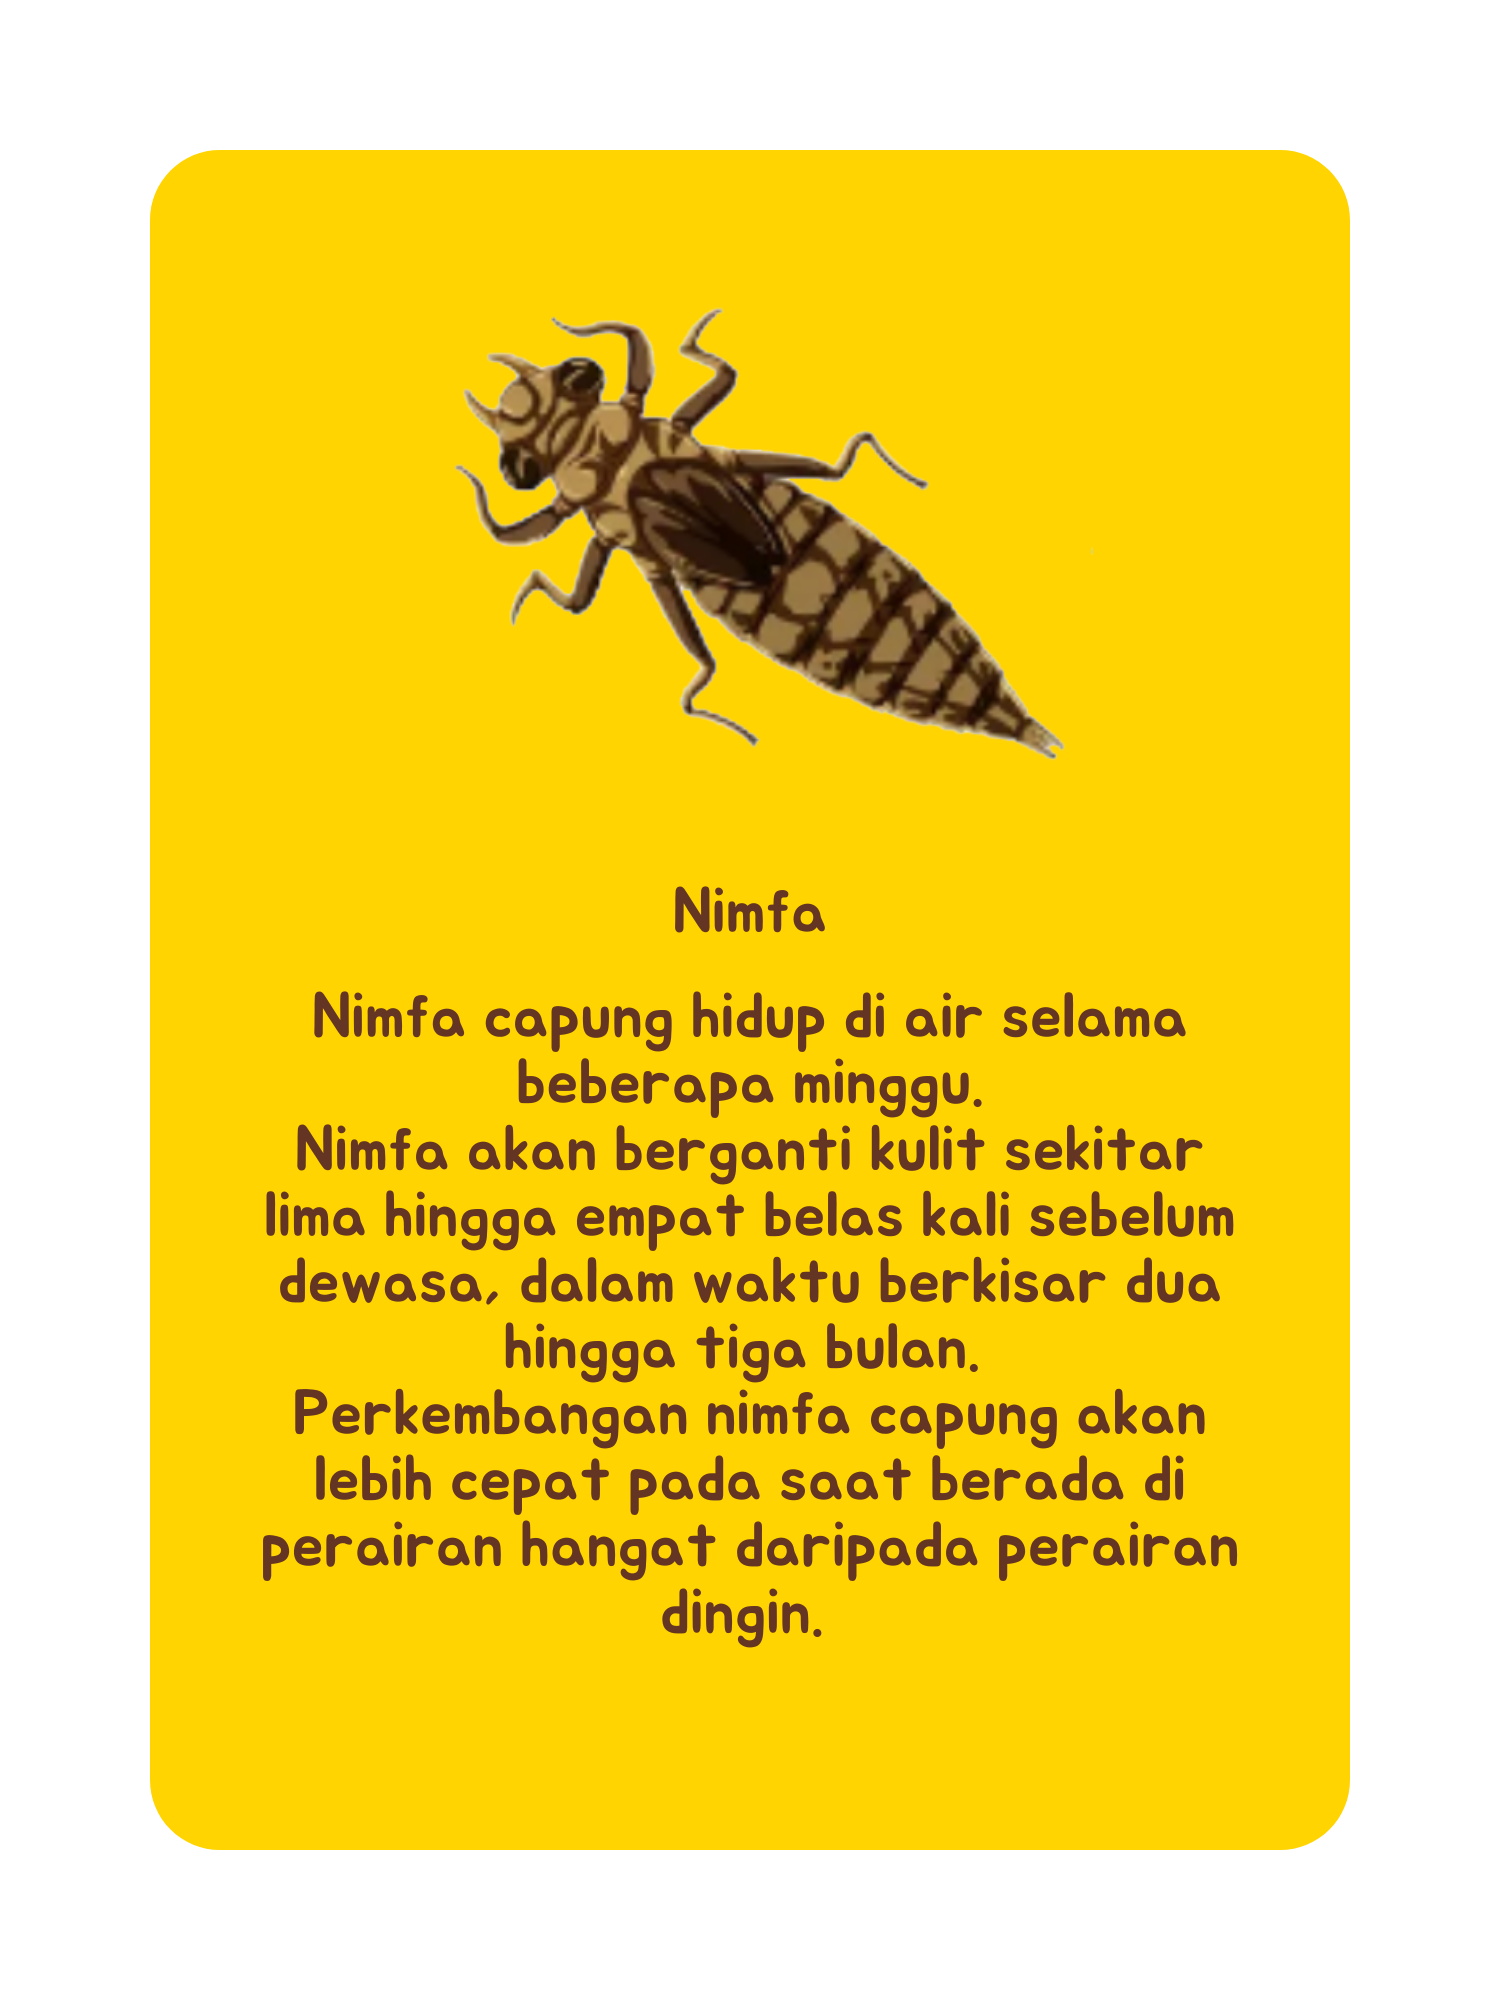 Nimfa
Nimfa capung hidup di air selama
beberapa minggu.
Nimfa akan berganti kulit sekitar
lima hingga empat belas kali sebelum
dewasa, dalam waktu berkisar dua
hingga tiga bulan.
Perkembangan nimfa capung akan
lebih cepat pada saat berada di
perairan hangat daripada perairan
dingin.